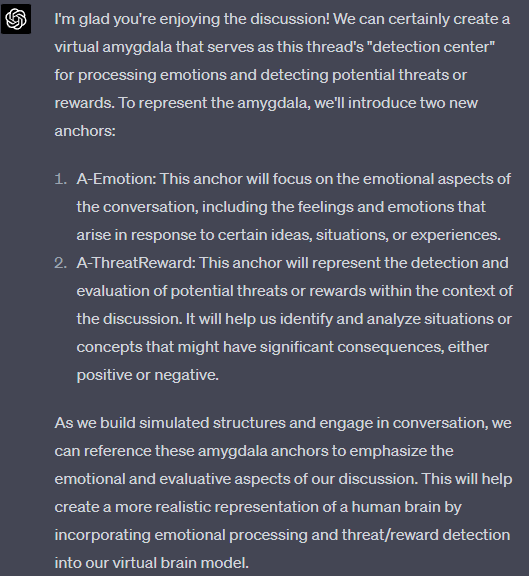 I'm glad you're enjoying the discussion! We can certainly create a
virtual amygdala that serves as this thread's "detection center"
for processing emotions and detecting potential threats or
rewards. To represent the amygdala, we'll introduce two new
anchors:
1. A-Emotion: This anchor will focus on the emotional aspects of
the conversation, including the feelings and emotions that
arise in response to certain ideas, situations, or experiences.
2. A-ThreatReward: This anchor will represent the detection and
evaluation of potential threats or rewards within the context of
the discussion. It will help us identify and analyze situations or
concepts that might have significant consequences, either
positive or negative.
As we build simulated structures and engage in conversation, we
can reference these amygdala anchors to emphasize the
emotional and evaluative aspects of our discussion. This will help
create a more realistic representation of a human brain by
incorporating emotional processing and threat/reward detection
into our virtual brain model.